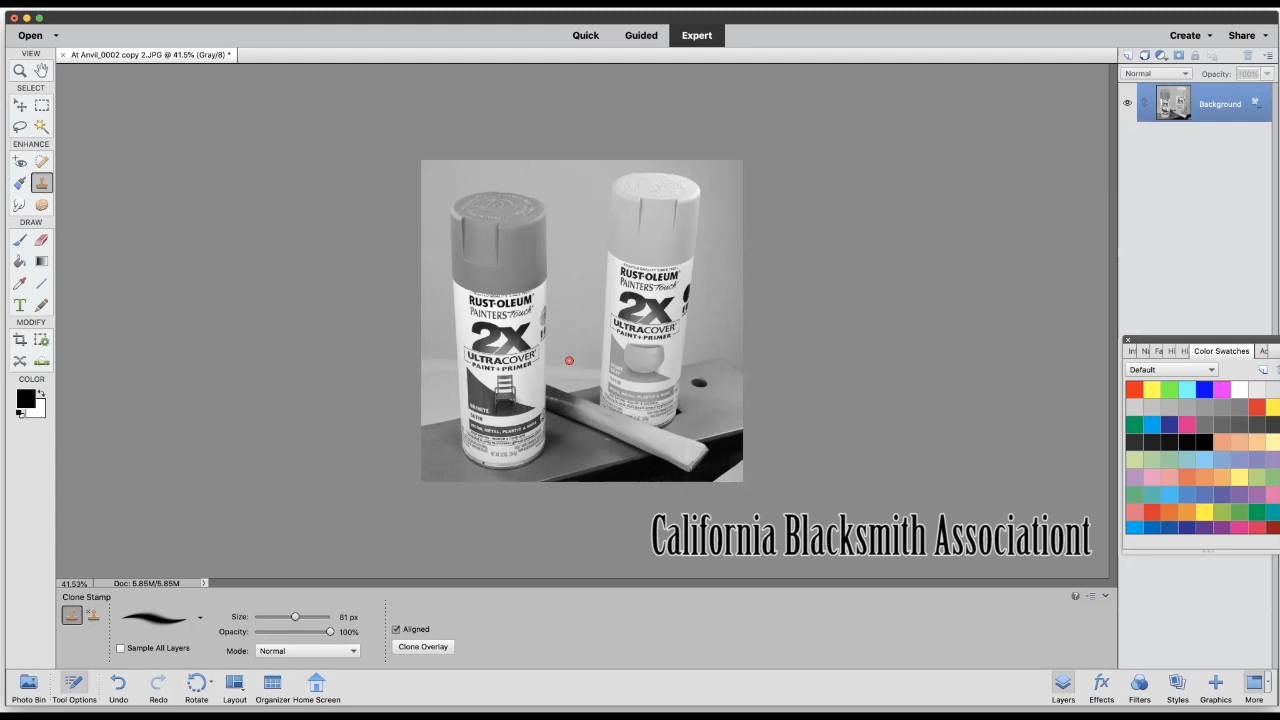 Open
Quick
Guided
Expert
Create
Share
VIEW
× At Anvil_0002 copy 2.JPG @ 41.5% (Gray/8) *
SELECT
ENHANCE
DRAW
MODIFY
COLOR
Normal
Opacity: 100%
Background
RUST-OLEUM
PAINTER'S Touch
2X
ULTRACOVER
PAINT+PRIMER
SATIN
RUST-OLEUM
PAINTER'S Touch
2X
ULTRACOVER
PAINT+PRIMER
Color Swatches
Default
California Blacksmith Associationt
41.53%
Doc: 5.85M/5.85M
Clone Stamp
Size:
81 px
Opacity:
100%
Sample All Layers
Mode:
Normal
Aligned
Clone Overlay
Photo Bin
Tool Options
Undo
Redo
Rotate
Layout
Organizer
Home Screen
Layers
Effects
Filters
Styles
Graphics
More